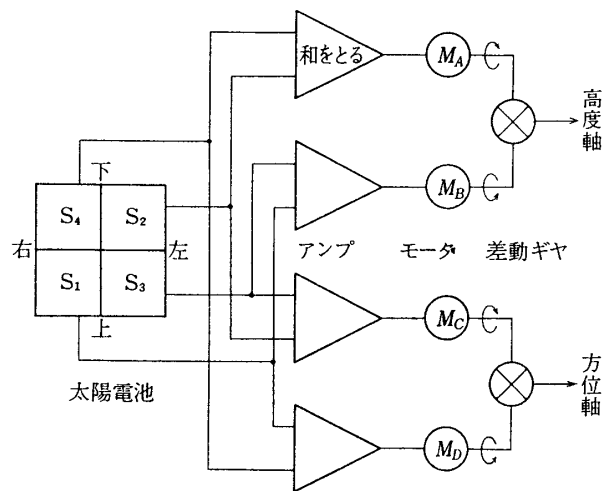 和をとる
M_A
高度軸
M_B
下
S₄
S₂
右
左
S₁
S₃
上
太陽電池
アンプ
モータ
差動ギヤ
M_C
方位軸
M_D